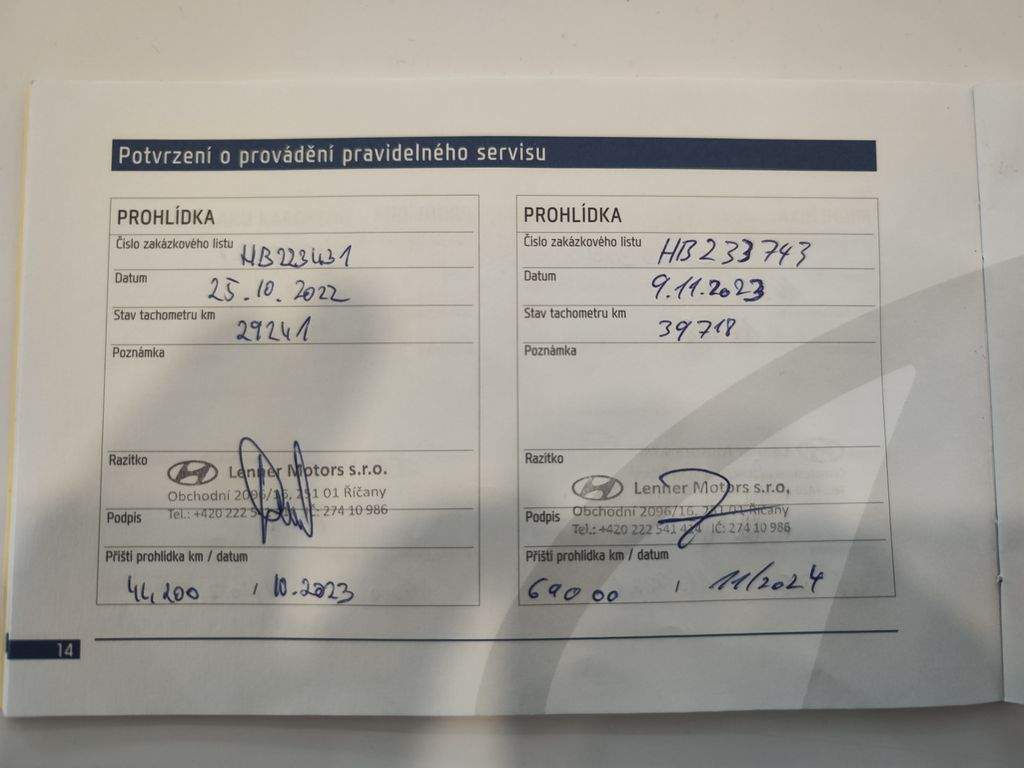 Potvrzení o provádění pravidelného servisu
PROHLÍDKA
Číslo zakázkového listu HB223431
Datum 25.10.2022
Stav tachometru km 29241
Poznámka
Razítko
Lenner Motors s.r.o.
Obchodní 2096/16, 251 01 Říčany
Podpis
Tel.: +420 222 541 IČ: 274 10 986
Příští prohlídka km / datum
44,200 / 10.2023
PROHLÍDKA
Číslo zakázkového listu HB233743
Datum 9.11.2023
Stav tachometru km 39718
Poznámka
Razítko
Lenner Motors s.r.o.
Obchodní 2096/16, 251 01 Říčany
Podpis
Tel.: +420 222 541 414 IČ: 274 10 986
Příští prohlídka km / datum
69000 / 11/2024
14